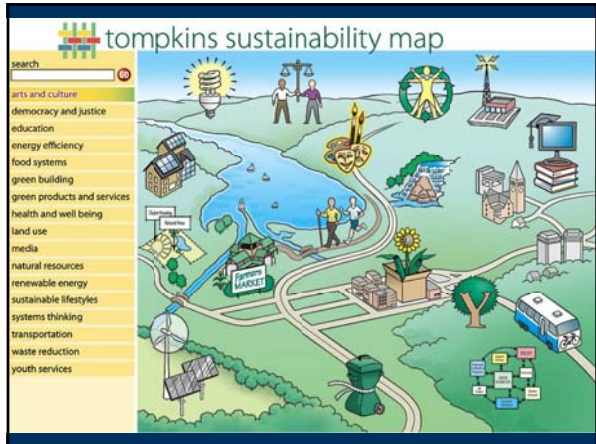 tompkins sustainability map
search
GO
arts and culture
democracy and justice
education
energy efficiency
food systems
green building
green products and services
health and well being
land use
media
natural resources
renewable energy
sustainable lifestyles
systems thinking
transportation
waste reduction
youth services
Natural Area
Farmers
MARKET